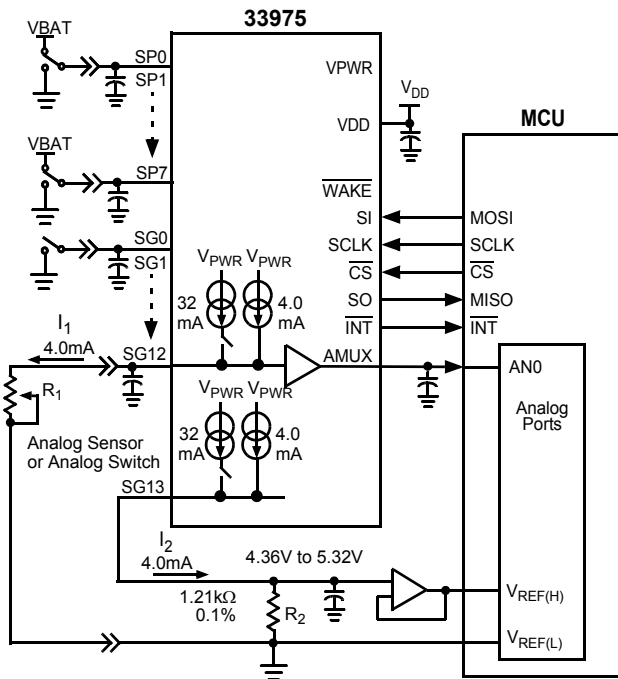 33975
VBAT
SP0
SP1
VPWR
VDD
VDD
MCU
VBAT
SP7
WAKE
SI
MOSI
SG0
SG1
SCLK
SCLK
CS
CS
VPWR VPWR
SO
MISO
32 mA
4.0 mA
INT
INT
I1
4.0mA
SG12
AMUX
AN0
R1
Analog Ports
VPWR VPWR
Analog Sensor
or Analog Switch
32 mA
4.0 mA
SG13
I2
4.0mA
4.36V to 5.32V
1.21kΩ
0.1%
R2
VREF(H)
VREF(L)